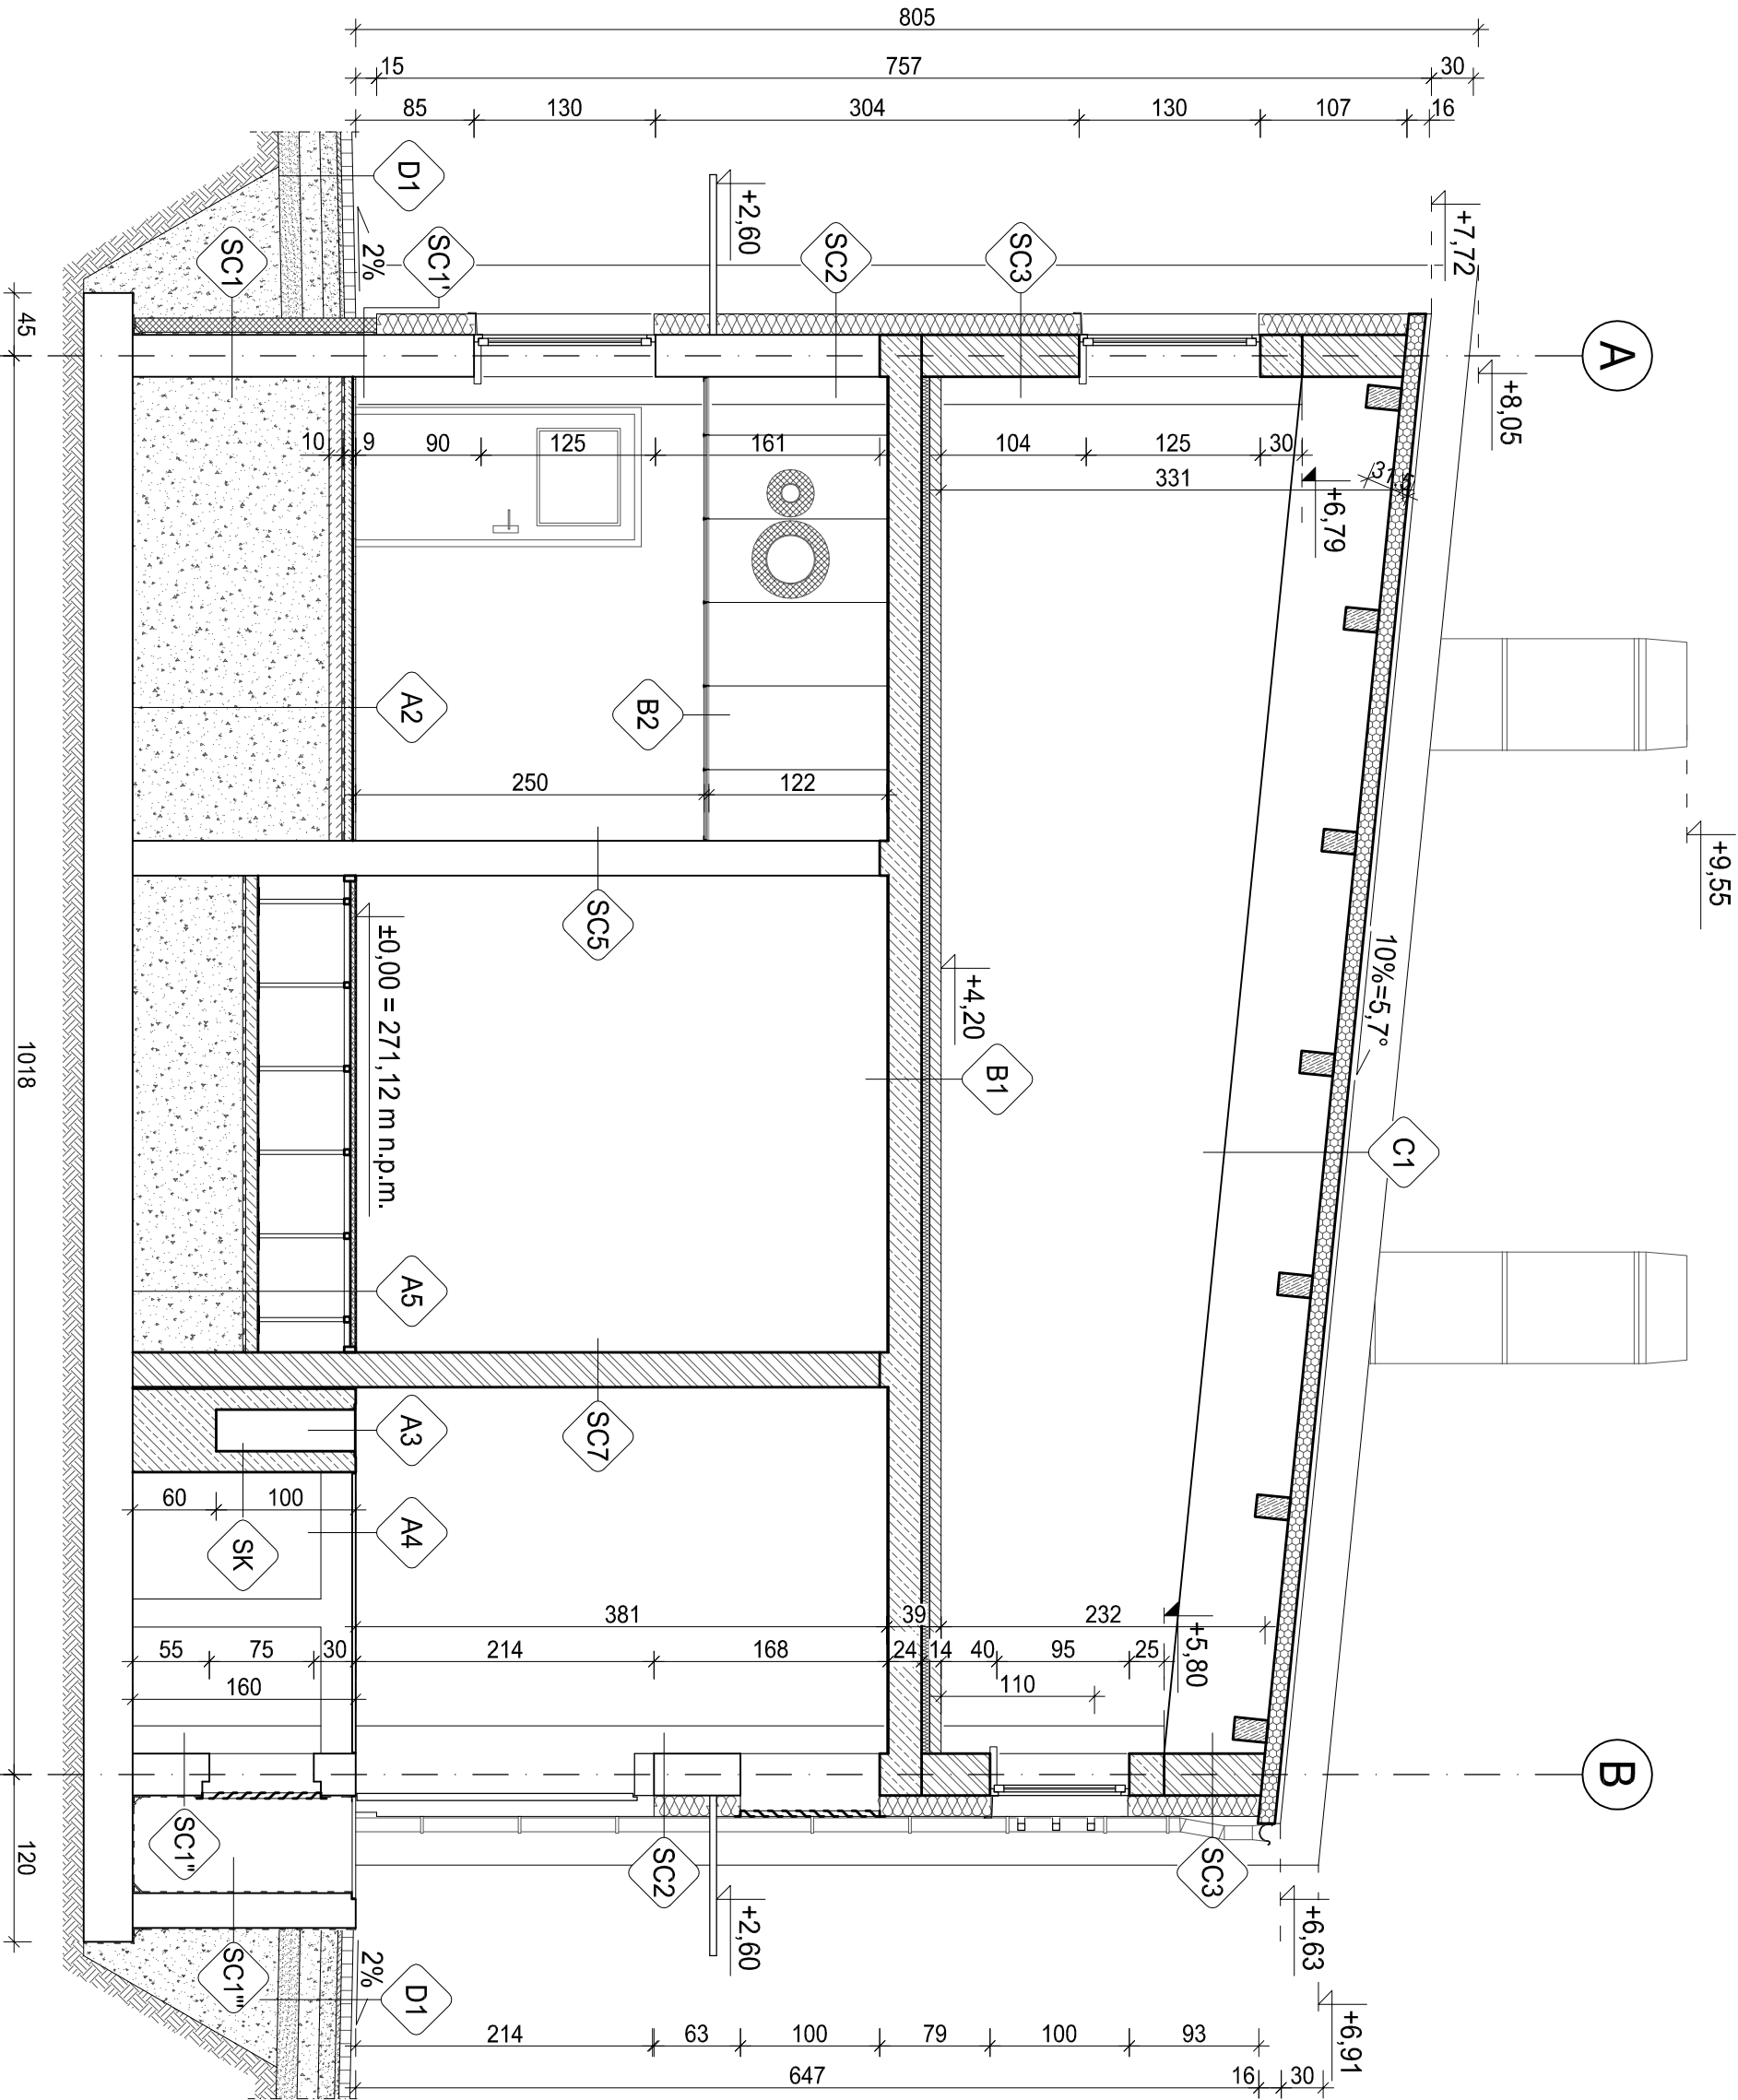 805
15
757
30
85
130
304
130
107
16
D1
SC1
SC1'
2%
+2,60
SC2
SC3
+7,72
+8,05
A
45
10
9
90
125
161
104
125
30
331
31,5
+6,79
A2
B2
250
122
+9,55
SC5
±0,00 = 271,12 m n.p.m.
+4,20
10%=5,7°
B1
C1
1018
A5
SC7
A3
60
100
A4
SK
381
39
232
55
75
30
214
168
24
14
40
95
25
+5,80
160
110
B
120
SC1"
SC2
SC3
+2,60
+6,63
SC1'''
2%
D1
+6,91
214
63
100
79
100
93
647
16
30